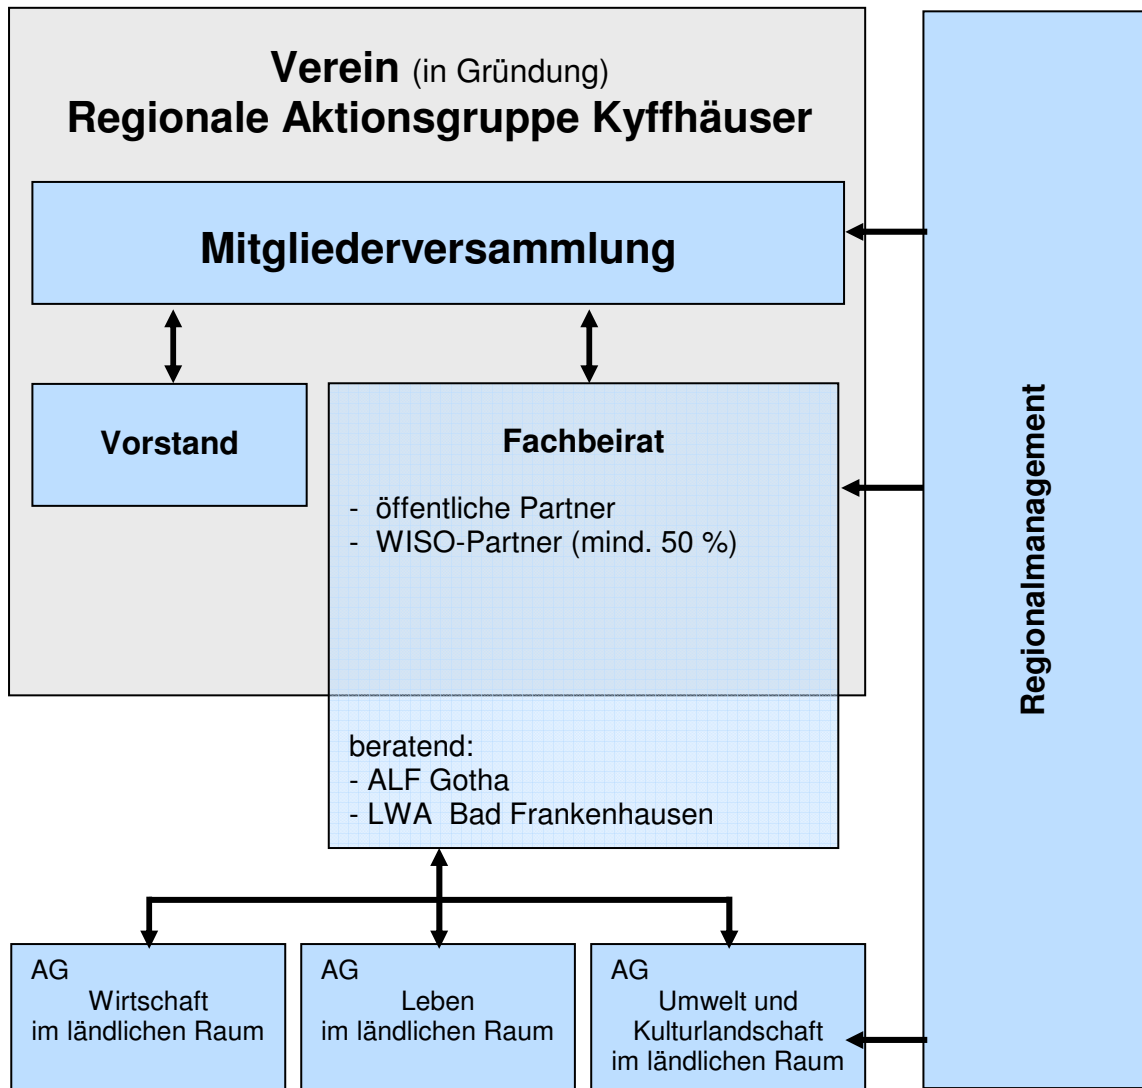 Verein (in Gründung)
Regionale Aktionsgruppe Kyffhäuser
Mitgliederversammlung
Vorstand
Fachbeirat
- öffentliche Partner
- WISO-Partner (mind. 50 %)
beratend:
- ALF Gotha
- LWA Bad Frankenhausen
AG
Wirtschaft
im ländlichen Raum
AG
Leben
im ländlichen Raum
AG
Umwelt und
Kulturlandschaft
im ländlichen Raum
Regionalmanagement